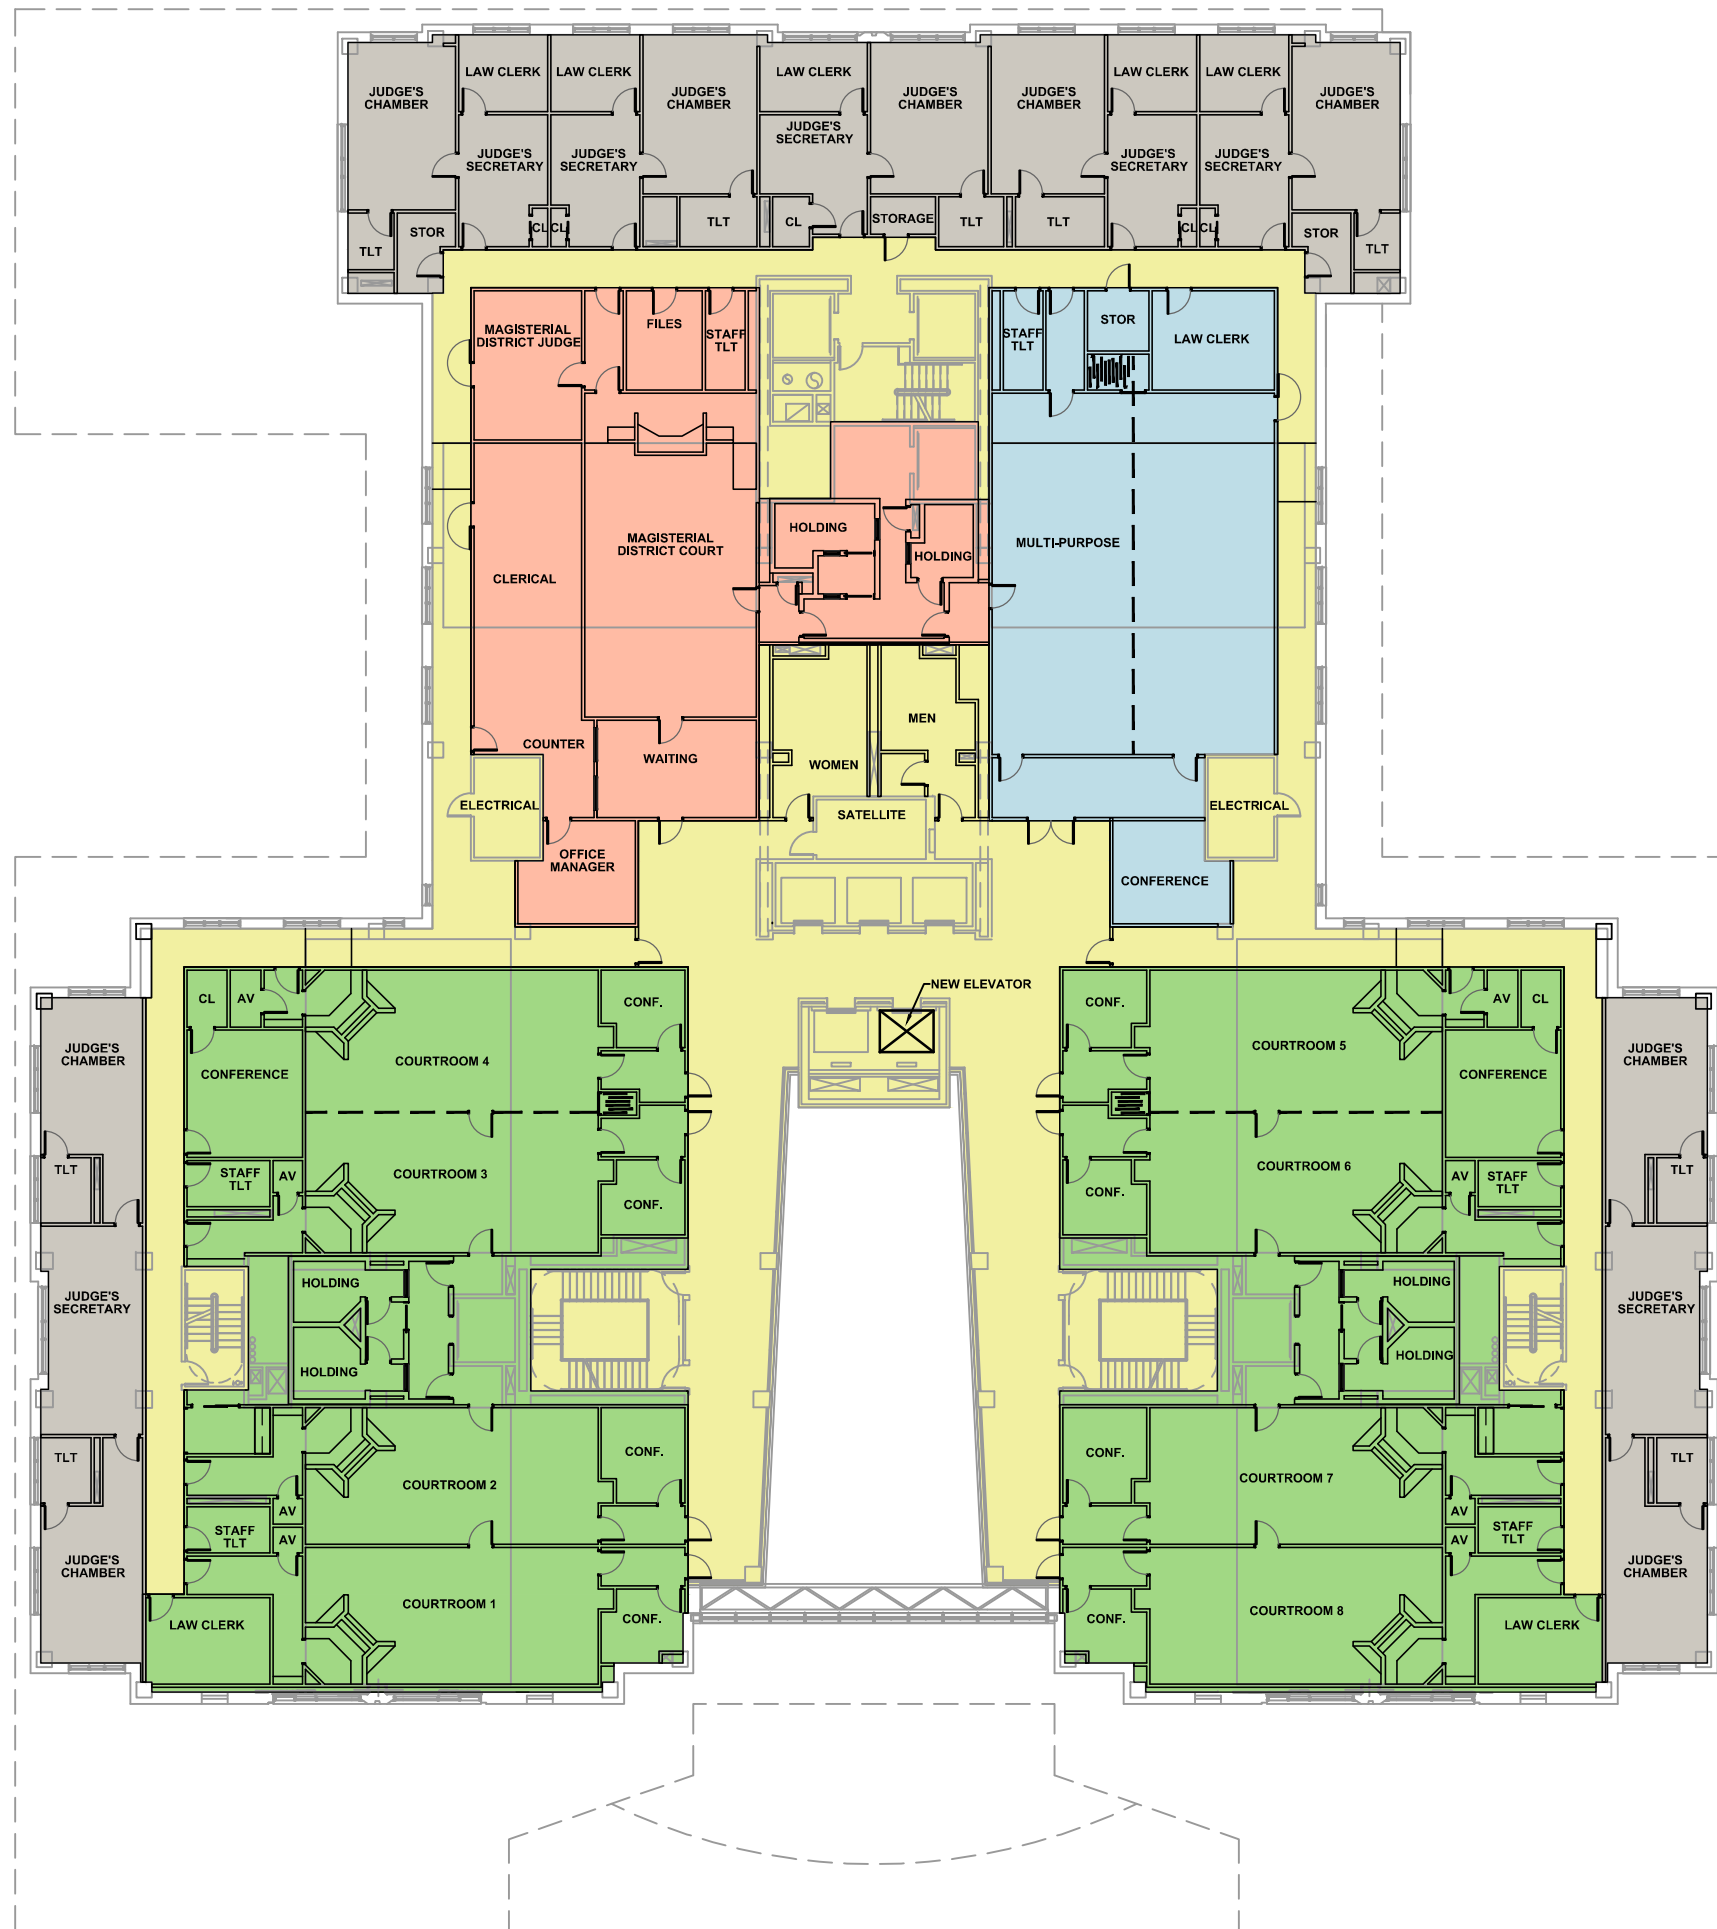 LAW CLERK
LAW CLERK
LAW CLERK
LAW CLERK
LAW CLERK
JUDGE'S
CHAMBER
JUDGE'S
CHAMBER
JUDGE'S
CHAMBER
JUDGE'S
CHAMBER
JUDGE'S
CHAMBER
JUDGE'S
SECRETARY
JUDGE'S
SECRETARY
JUDGE'S
SECRETARY
JUDGE'S
SECRETARY
JUDGE'S
SECRETARY
TLT
STOR
CL
CL
TLT
CL
STORAGE
TLT
TLT
CL
CL
STOR
TLT
MAGISTERIAL
DISTRICT JUDGE
FILES
STAFF
TLT
STAFF
TLT
STOR
LAW CLERK
CLERICAL
MAGISTERIAL
DISTRICT COURT
HOLDING
HOLDING
MULTI-PURPOSE
COUNTER
WAITING
WOMEN
MEN
ELECTRICAL
SATELLITE
ELECTRICAL
OFFICE
MANAGER
CONFERENCE
NEW ELEVATOR
CL
AV
CONF.
CONF.
AV
CL
JUDGE'S
CHAMBER
CONFERENCE
COURTROOM 4
COURTROOM 5
CONFERENCE
JUDGE'S
CHAMBER
TLT
STAFF
TLT
AV
COURTROOM 3
CONF.
CONF.
COURTROOM 6
AV
STAFF
TLT
TLT
JUDGE'S
SECRETARY
HOLDING
HOLDING
HOLDING
HOLDING
JUDGE'S
SECRETARY
TLT
COURTROOM 2
CONF.
CONF.
COURTROOM 7
TLT
AV
AV
STAFF
TLT
AV
AV
STAFF
TLT
JUDGE'S
CHAMBER
LAW CLERK
COURTROOM 1
CONF.
CONF.
COURTROOM 8
LAW CLERK
JUDGE'S
CHAMBER